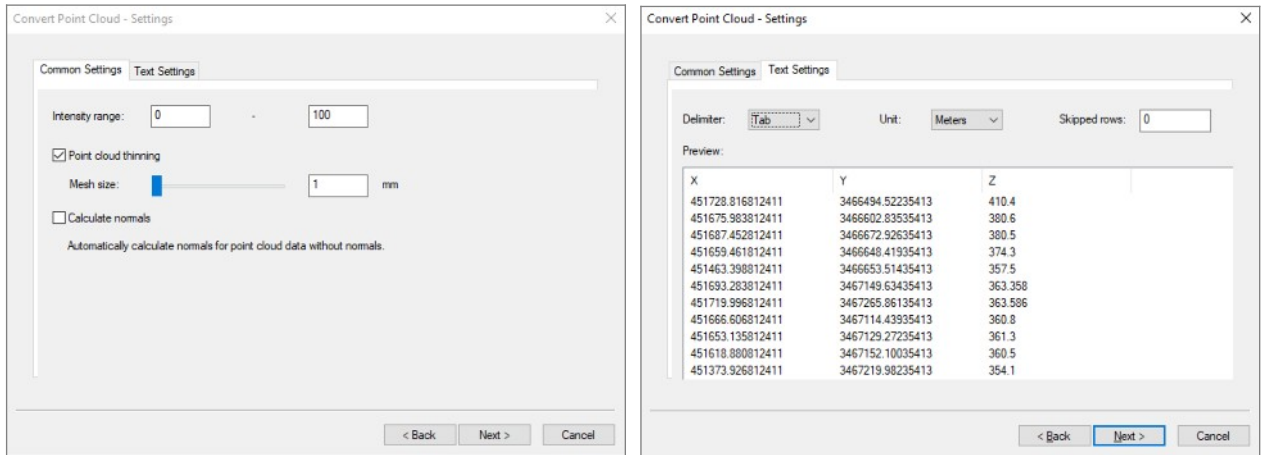 Convert Point Cloud - Settings
Common Settings Text Settings
Intensity range: 0 - 100
Point cloud thinning
Mesh size: 1 mm
Calculate normals
Automatically calculate normals for point cloud data without normals.
< Back Next > Cancel
Convert Point Cloud - Settings
Common Settings Text Settings
Delimiter: Tab Unit: Meters Skipped rows: 0
Preview:
X Y Z
451728.816812411 3466494.52235413 410.4
451675.983812411 3466602.83535413 380.6
451687.452812411 3466672.92635413 380.5
451659.461812411 3466648.41935413 374.3
451463.398812411 3466653.51435413 357.5
451693.283812411 3467149.63435413 363.358
451719.996812411 3467265.86135413 363.586
451666.606812411 3467114.43935413 360.8
451653.135812411 3467129.27235413 361.3
451618.880812411 3467152.10035413 360.5
451373.926812411 3467219.98235413 354.1
< Back Next > Cancel